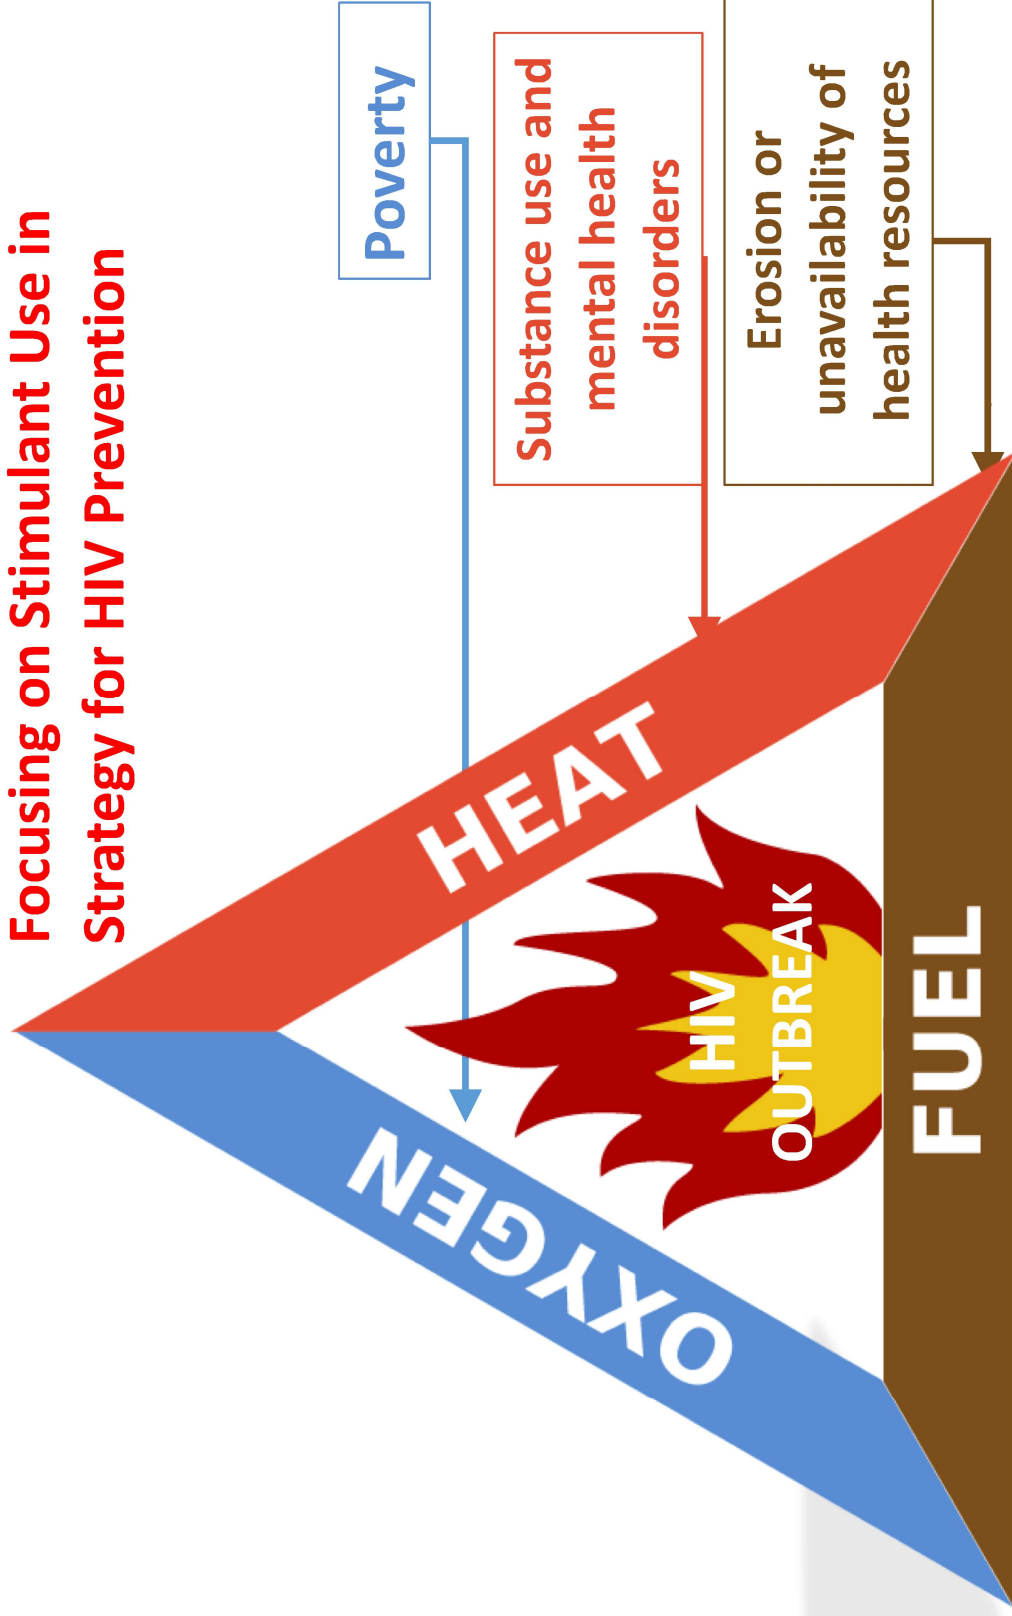 Focusing on Stimulant Use in
Strategy for HIV Prevention
Poverty
Substance use and
mental health
disorders
Erosion or
unavailability of
health resources
OXYGEN
HEAT
HIV
OUTBREAK
FUEL